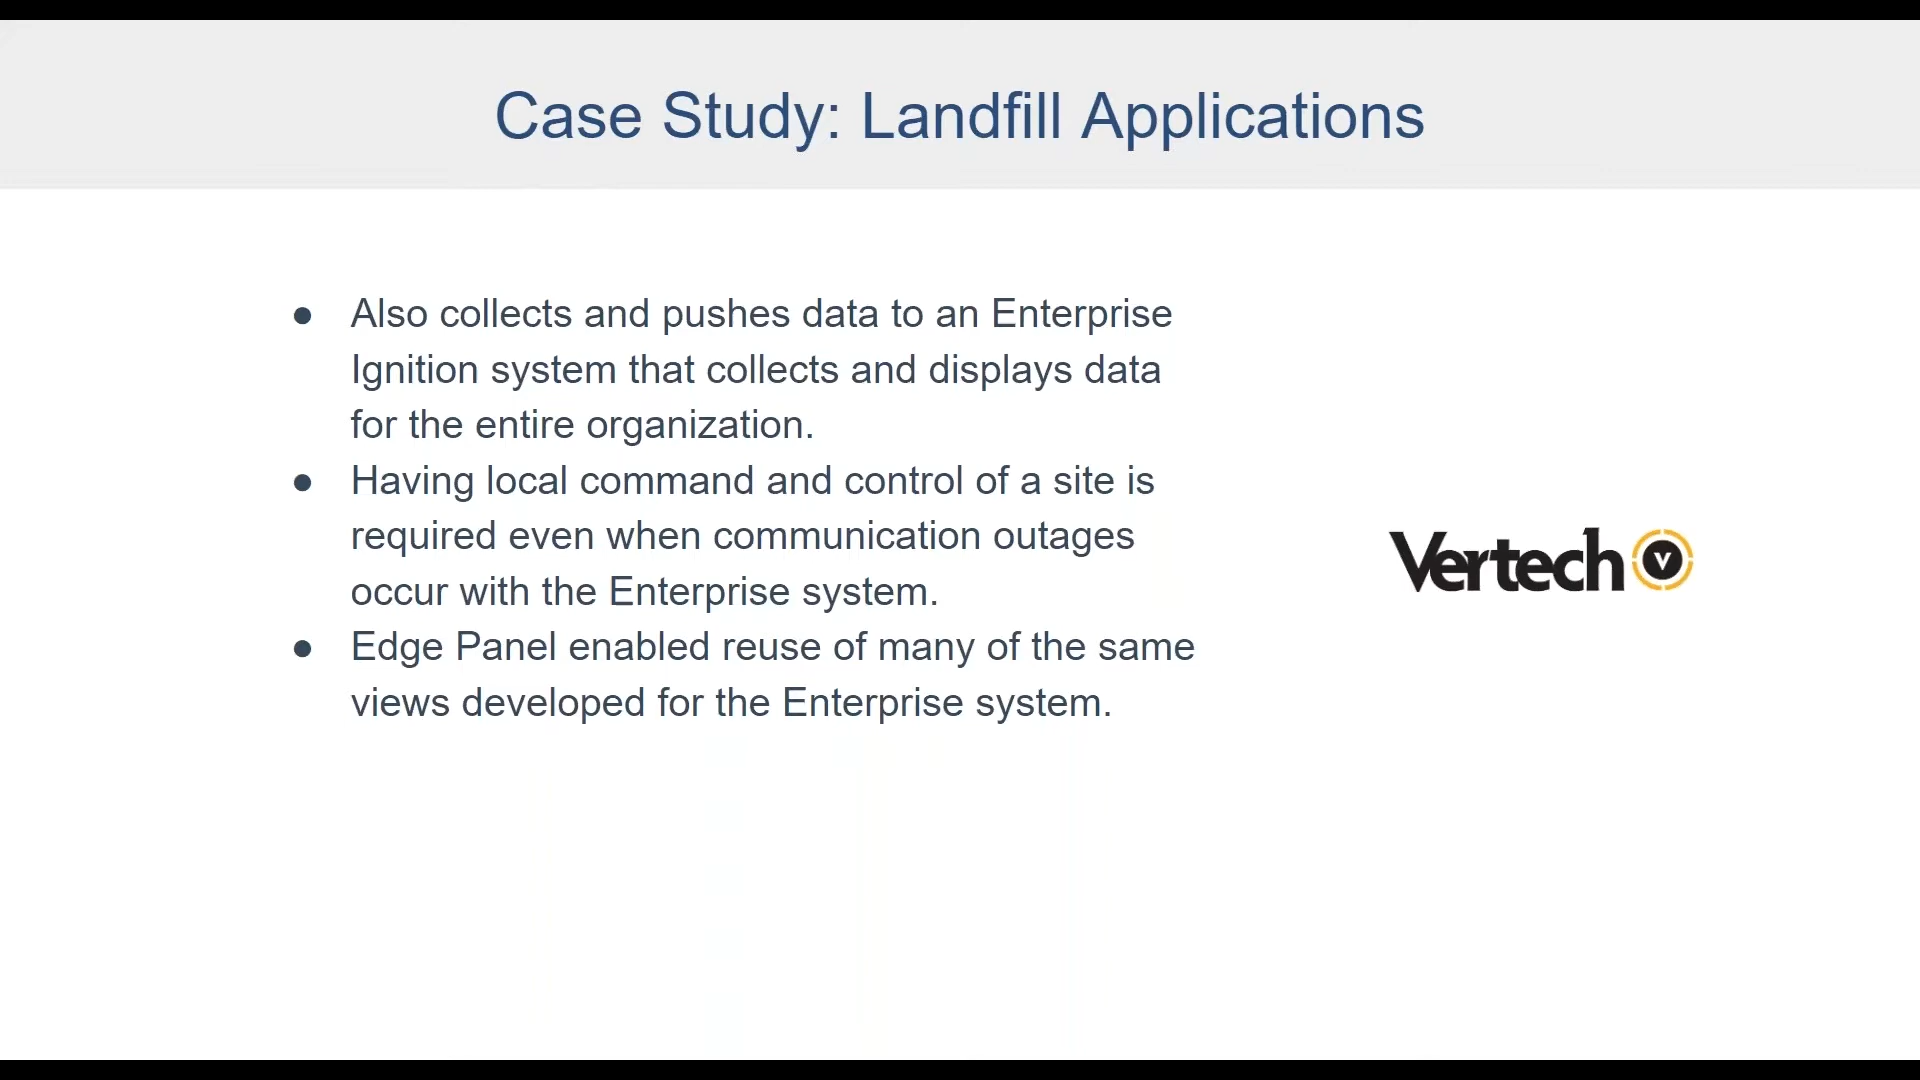 Case Study: Landfill Applications
● Also collects and pushes data to an Enterprise
Ignition system that collects and displays data
for the entire organization.
● Having local command and control of a site is
required even when communication outages
occur with the Enterprise system.
● Edge Panel enabled reuse of many of the same
views developed for the Enterprise system.
Vertech V